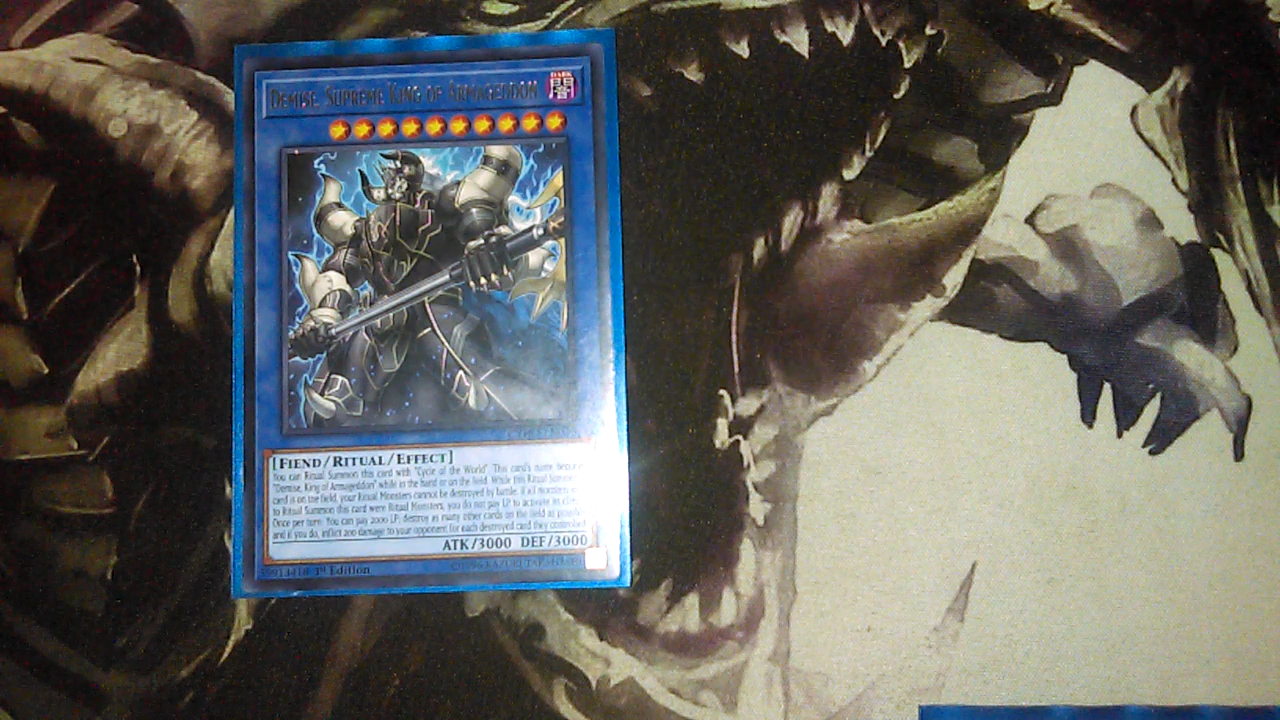 DEMISE, SUPREME KING OF ARMAGEDDON
DARK
闇
[FIEND/RITUAL/EFFECT]
You can Ritual Summon this card with "Cycle of the World". This card's name becomes
"Demise, King of Armageddon" while in the hand or on the field. While this Ritual Summoned
card is on the field, your Ritual Monsters cannot be destroyed by battle. If all monsters used
to Ritual Summon this card were Ritual Monsters, you do not pay LP to activate its effect.
Once per turn: You can pay 2000 LP; destroy as many other cards on the field as possible,
and if you do, inflict 200 damage to your opponent for each destroyed card they controlled.
ATK/3000 DEF/3000
1st Edition